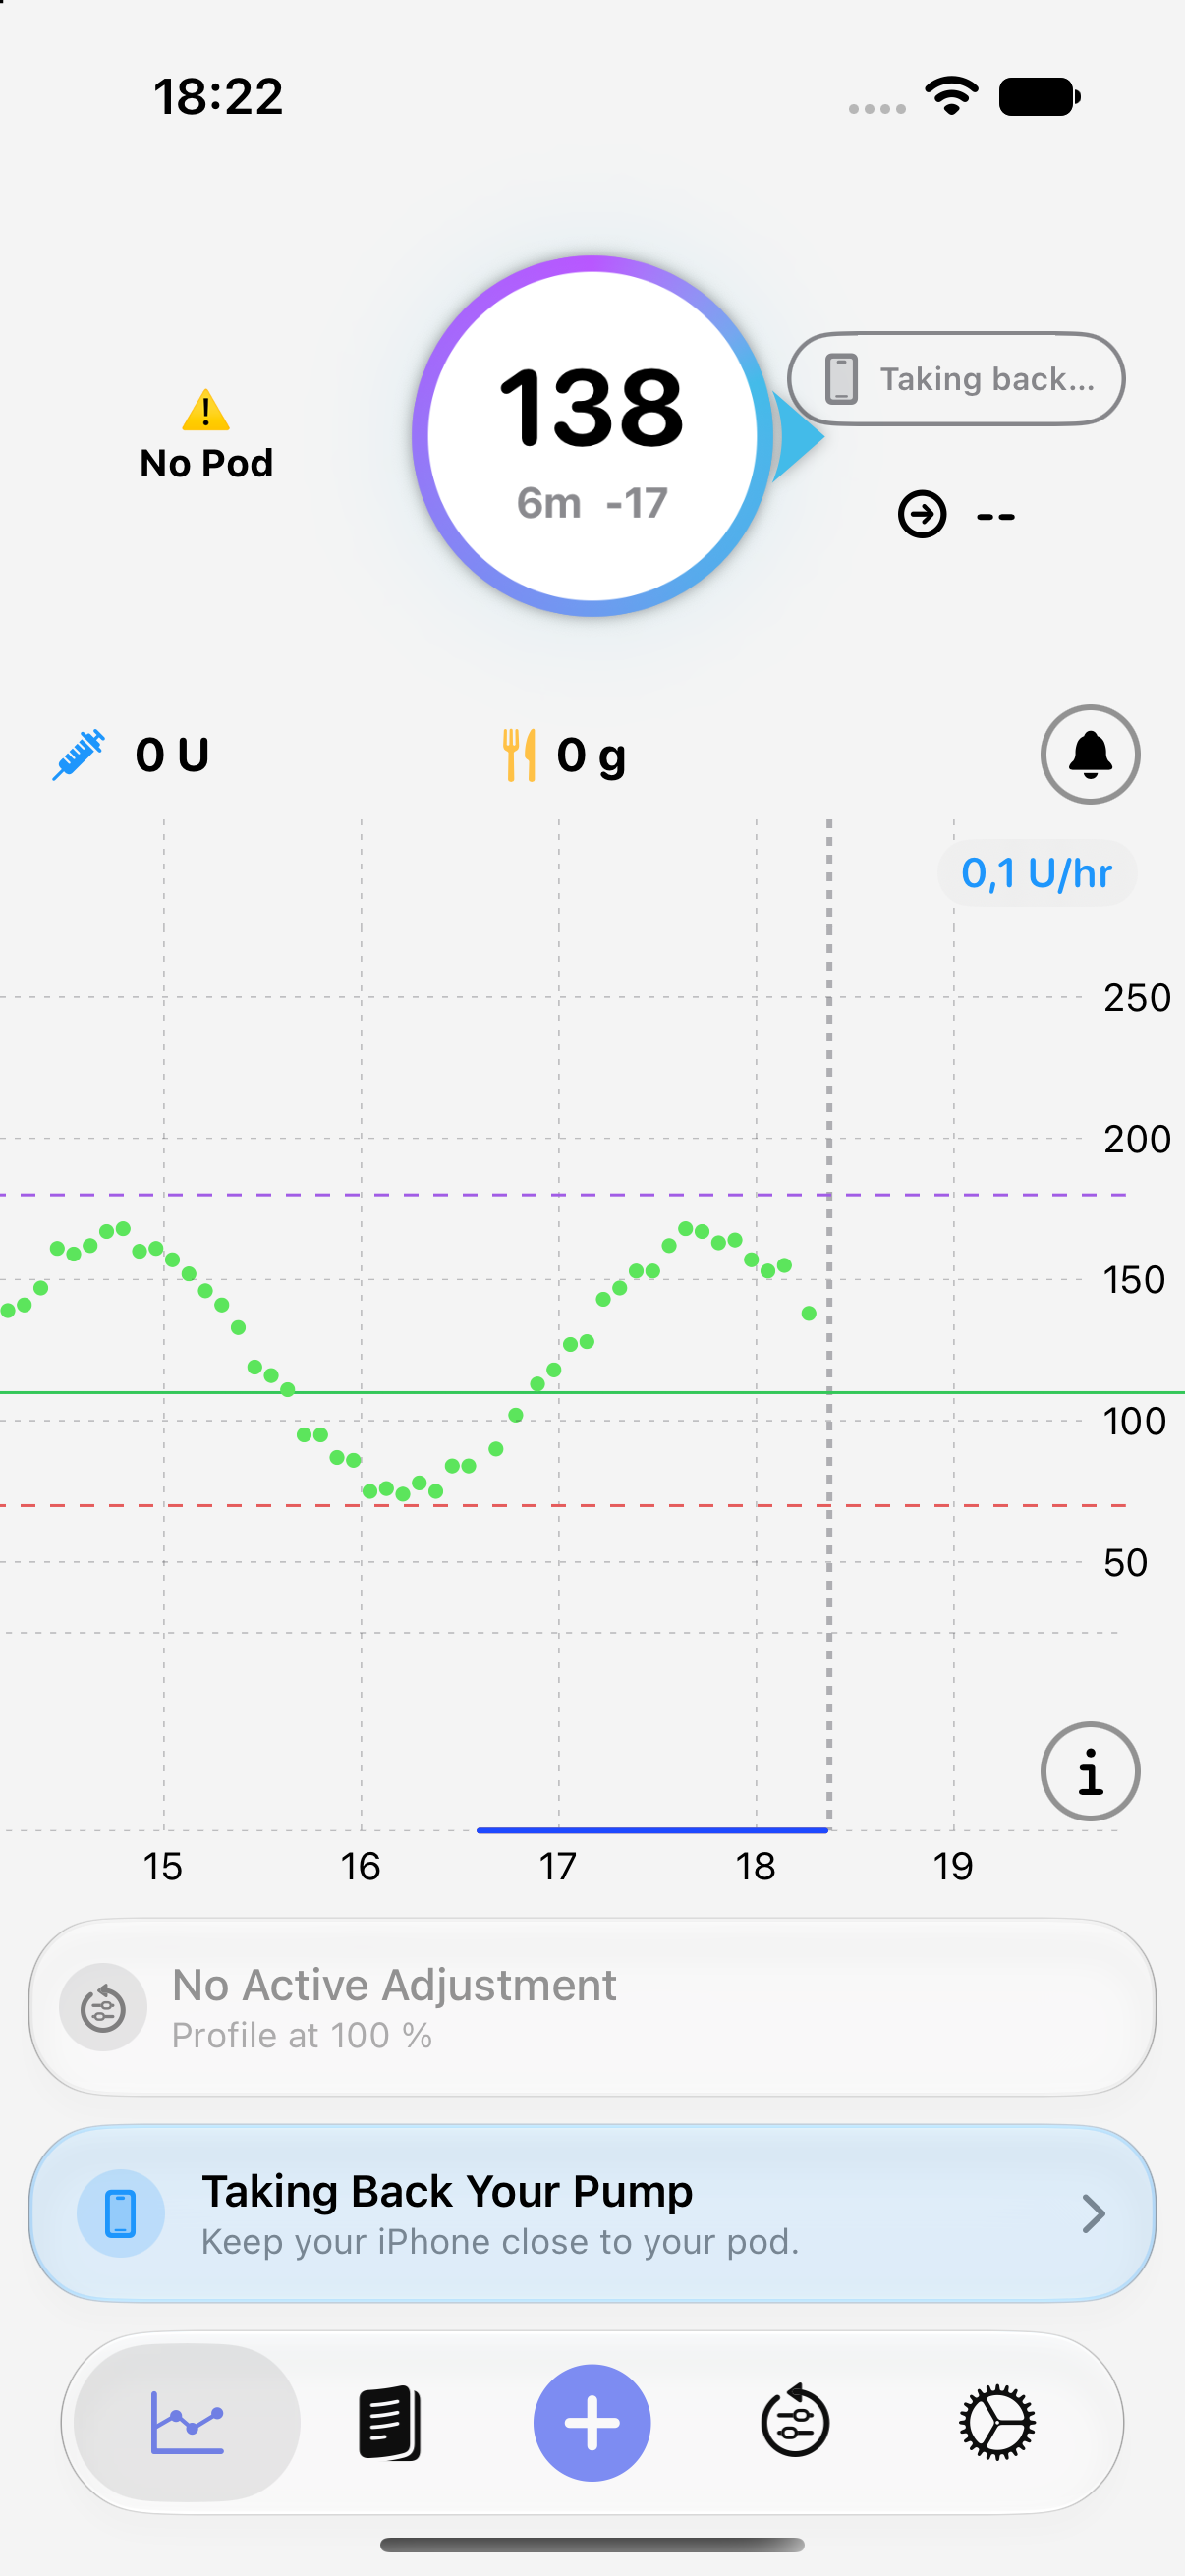 18:22
Taking back...
138
6m -17
No Pod
--
0 U
0 g
0,1 U/hr
250
200
150
100
50
15
16
17
18
19
No Active Adjustment
Profile at 100 %
Taking Back Your Pump
Keep your iPhone close to your pod.